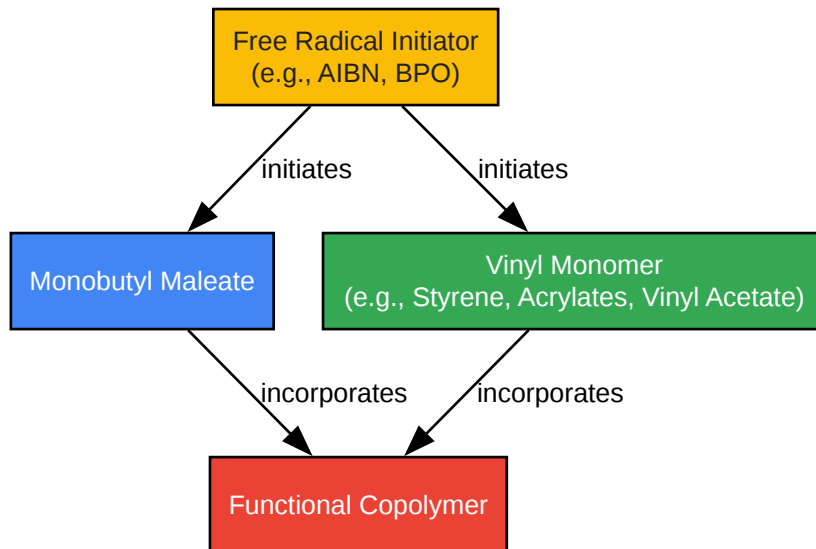 Free Radical Initiator
(e.g., AIBN, BPO)
initiates
initiates
Monobutyl Maleate
Vinyl Monomer
(e.g., Styrene, Acrylates, Vinyl Acetate)
incorporates
incorporates
Functional Copolymer